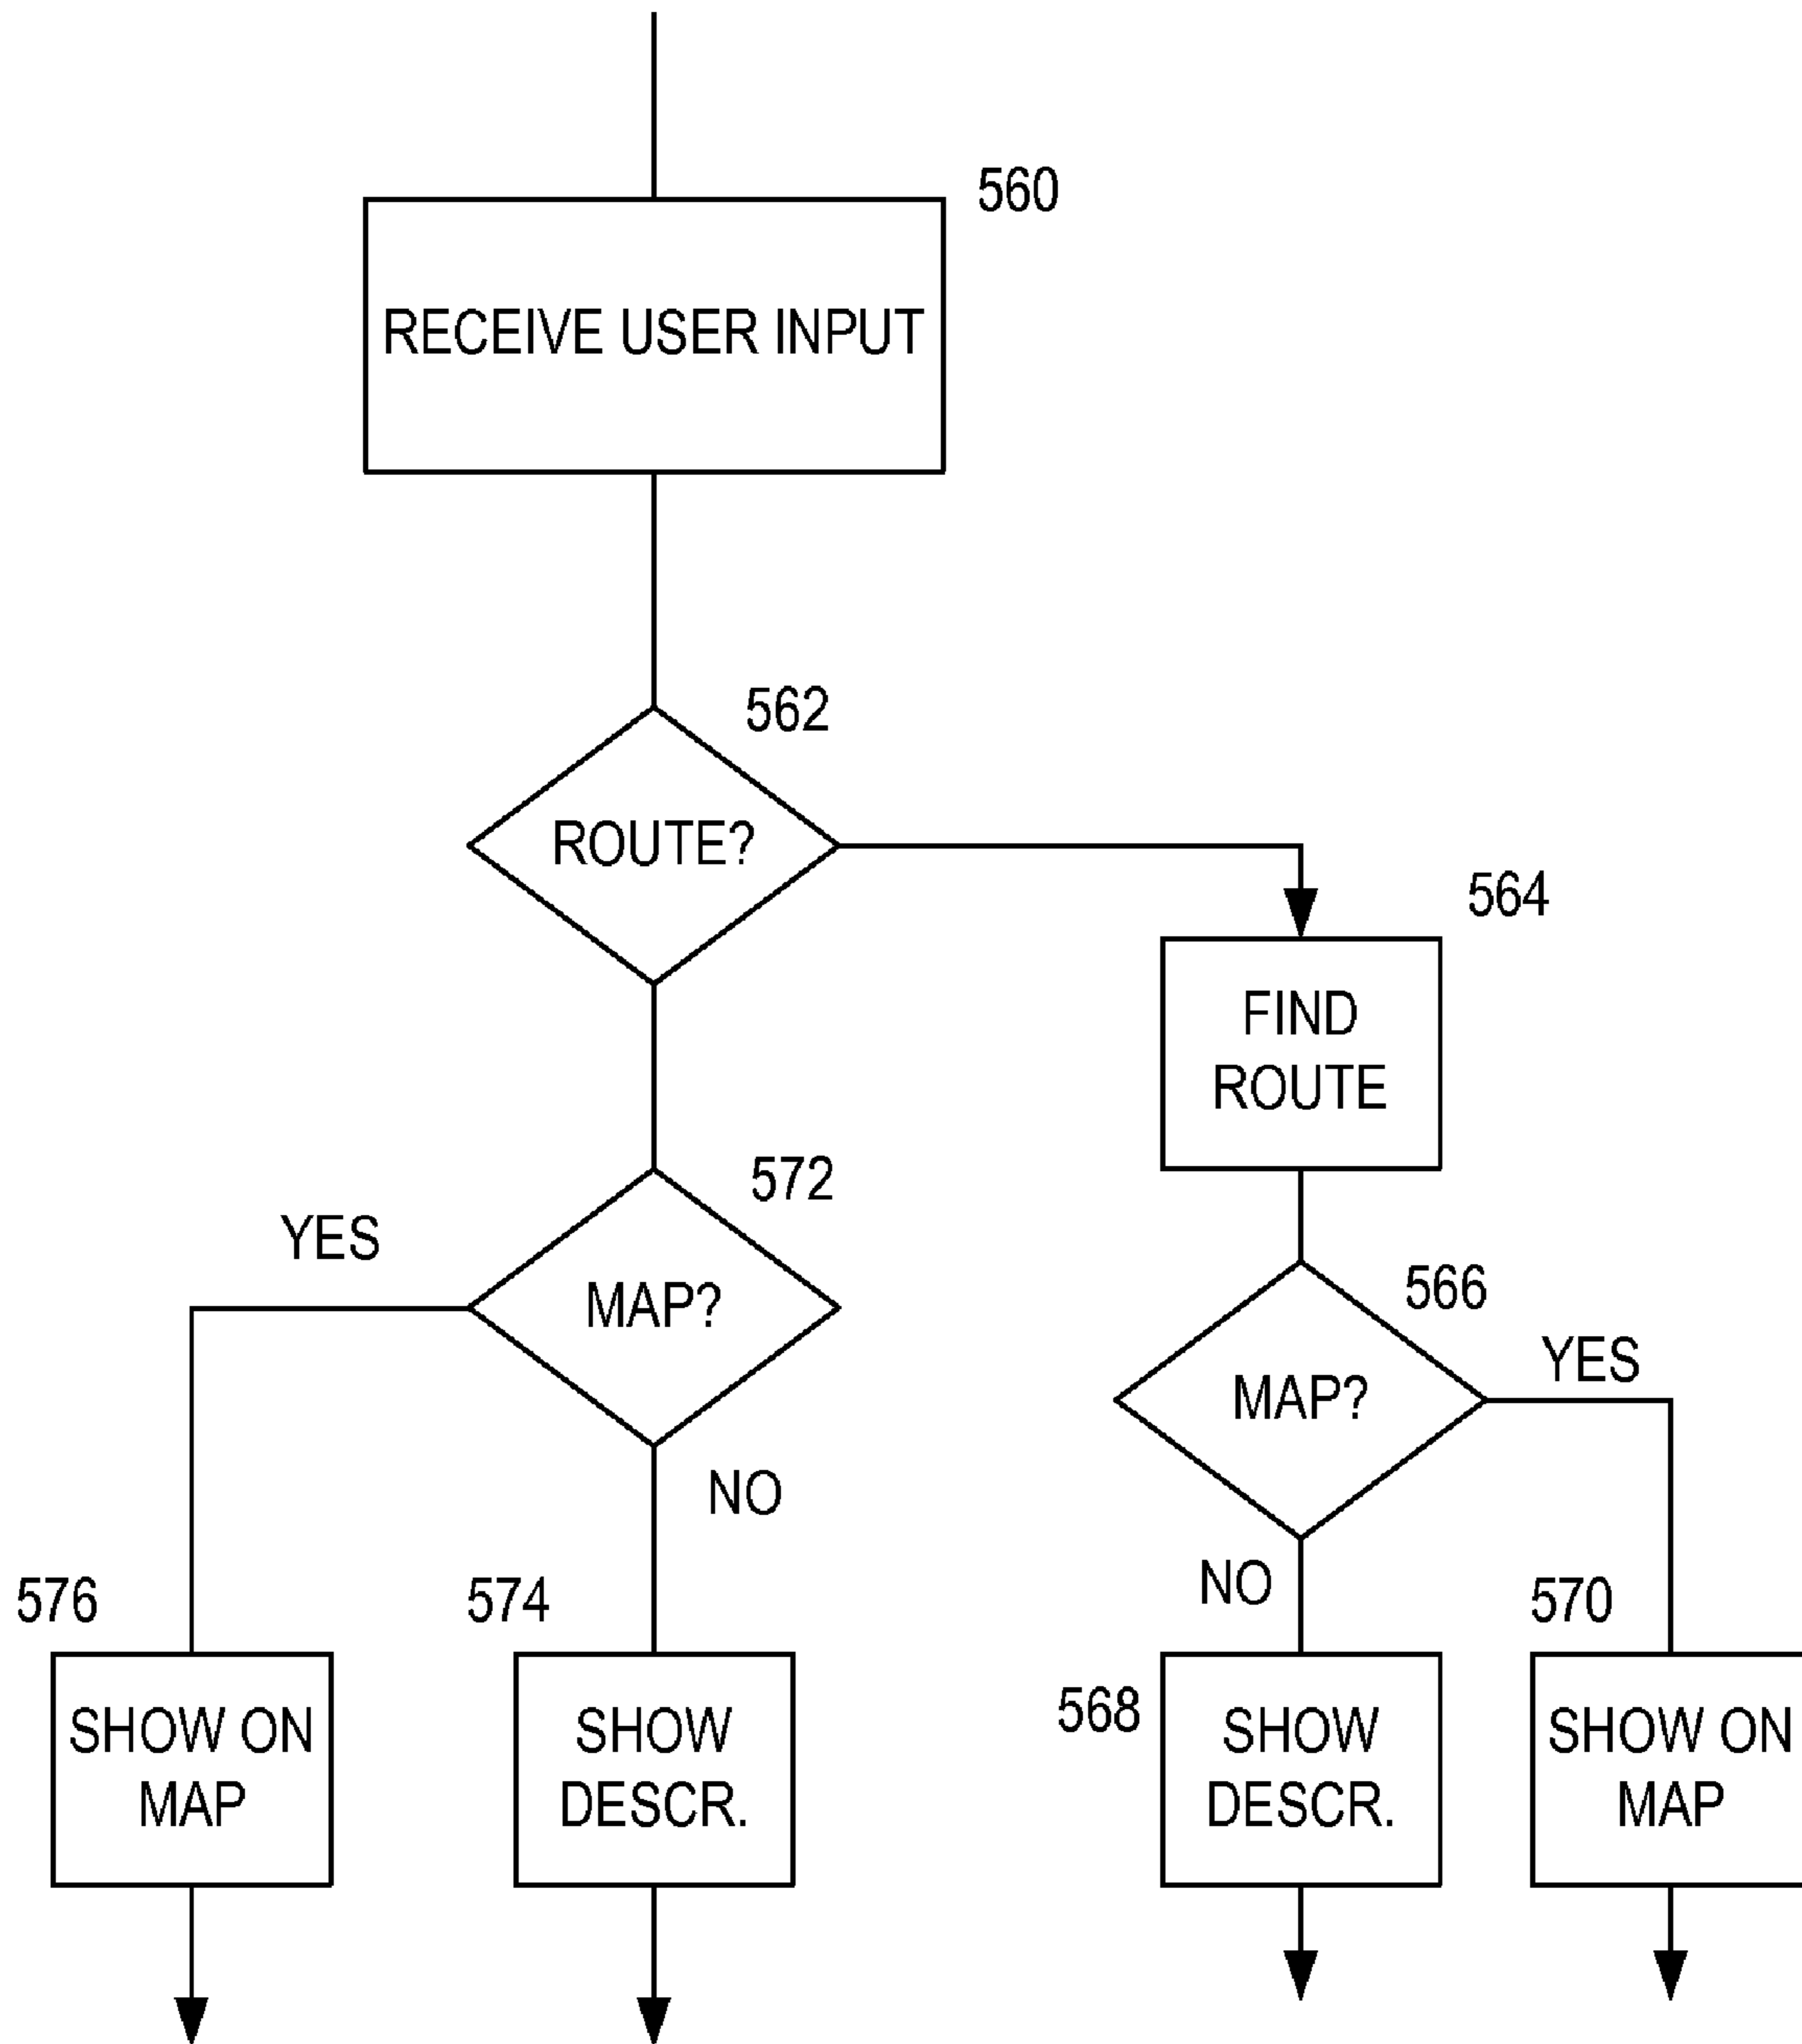 560
RECEIVE USER INPUT
562
ROUTE?
564
FIND
ROUTE
572
YES
MAP?
566
YES
MAP?
NO
NO
576
574
570
568
SHOW ON
MAP
SHOW
DESCR.
SHOW
DESCR.
SHOW ON
MAP